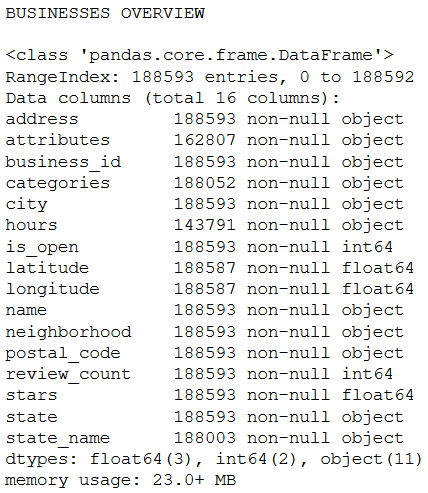 BUSINESSES OVERVIEW
<class 'pandas.core.frame.DataFrame'>
RangeIndex: 188593 entries, 0 to 188592
Data columns (total 16 columns):
address 188593 non-null object
attributes 162807 non-null object
business_id 188593 non-null object
categories 188052 non-null object
city 188593 non-null object
hours 143791 non-null object
is_open 188593 non-null int64
latitude 188587 non-null float64
longitude 188587 non-null float64
name 188593 non-null object
neighborhood 188593 non-null object
postal_code 188593 non-null object
review_count 188593 non-null int64
stars 188593 non-null float64
state 188593 non-null object
state_name 188003 non-null object
dtypes: float64(3), int64(2), object(11)
memory usage: 23.0+ MB